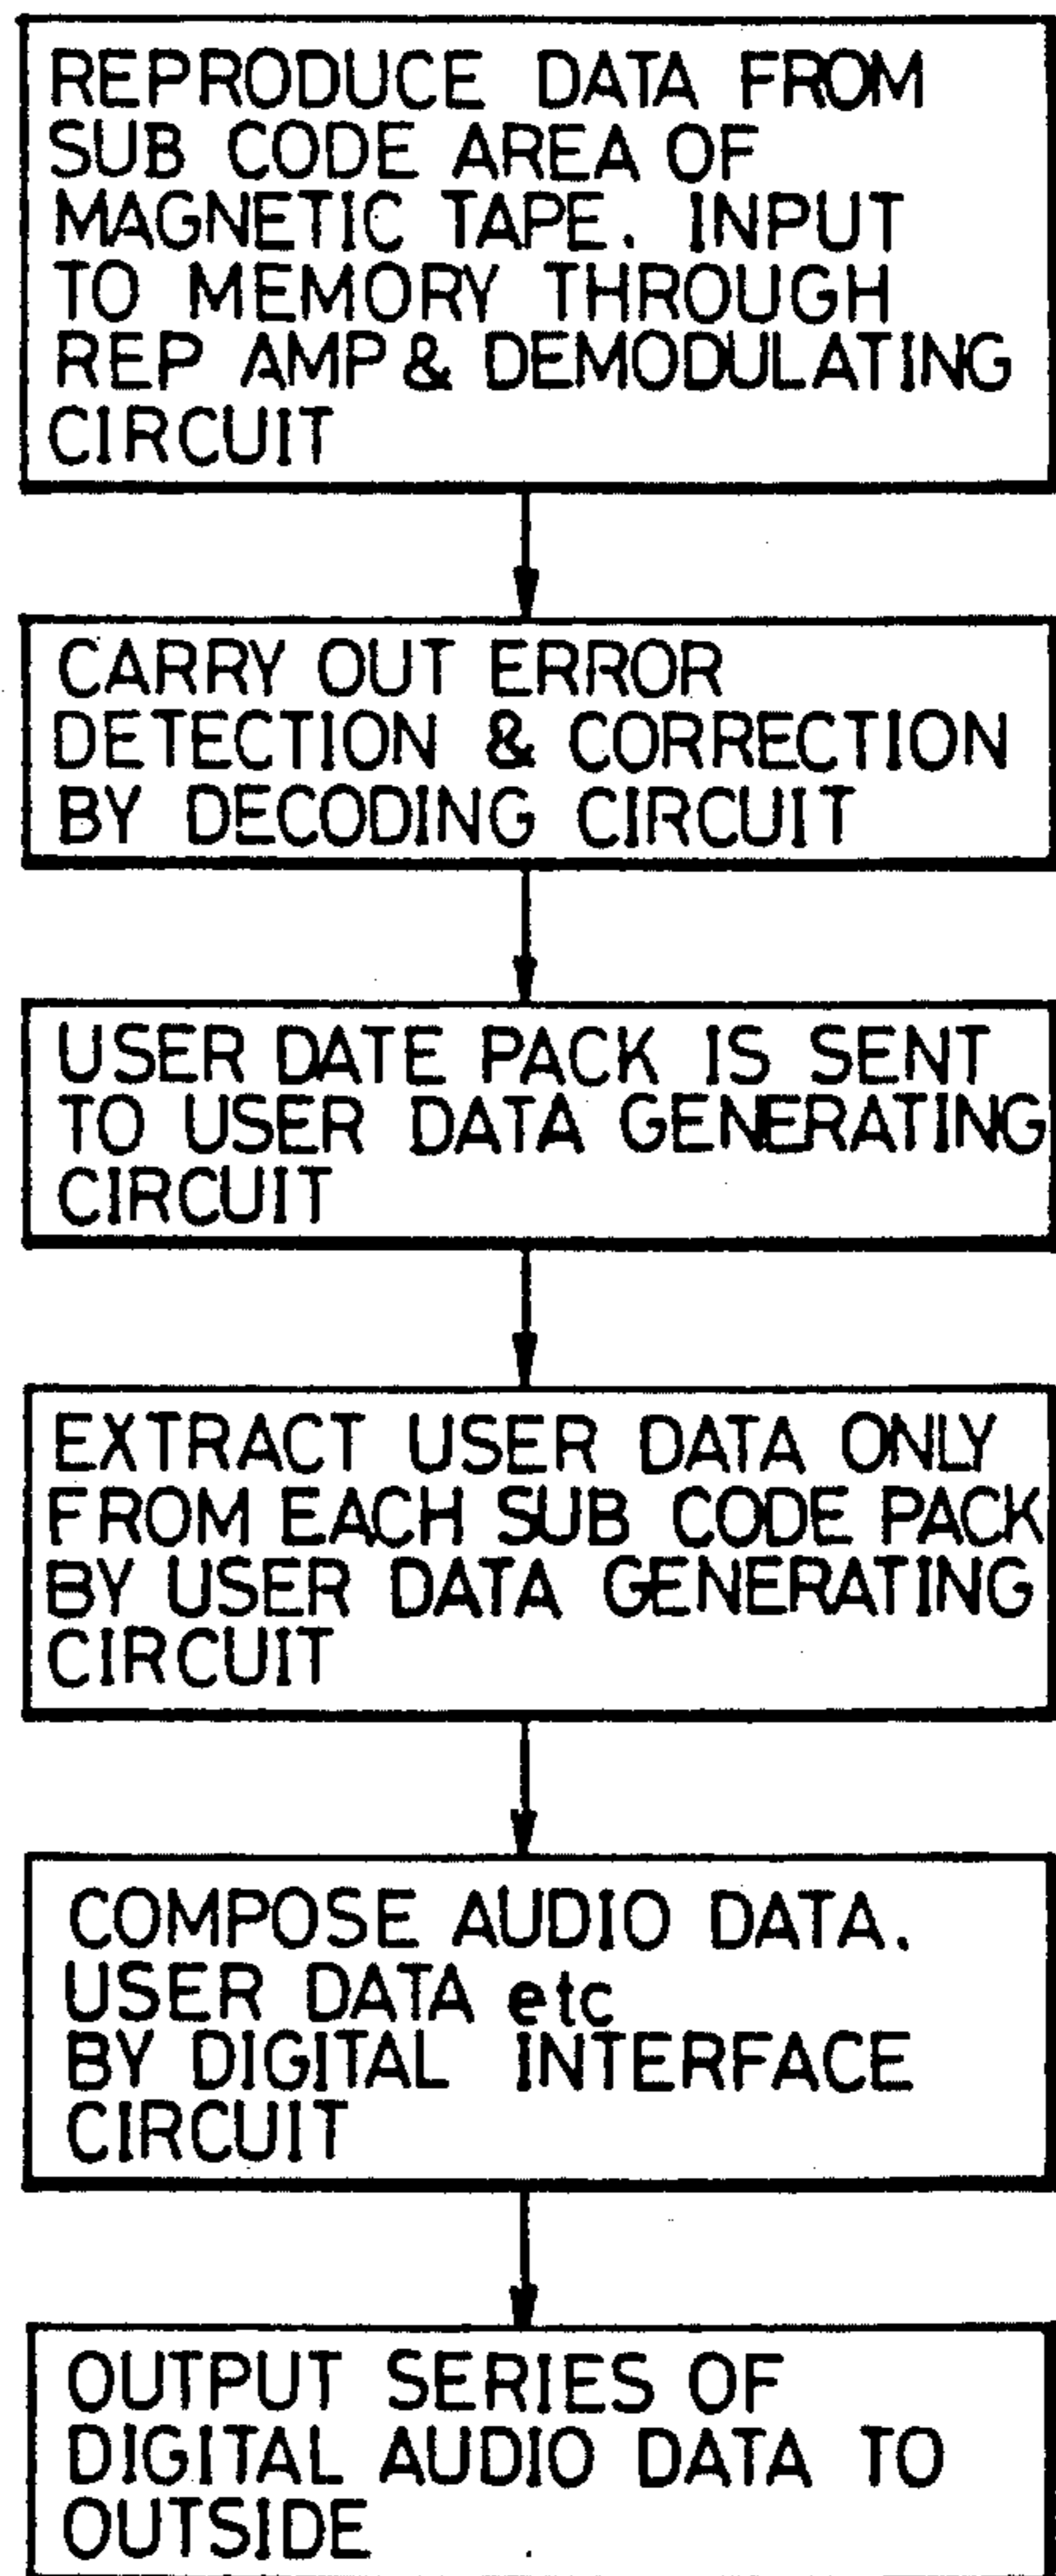 REPRODUCE DATA FROM
SUB CODE AREA OF
MAGNETIC TAPE. INPUT
TO MEMORY THROUGH
REP AMP & DEMODULATING
CIRCUIT
CARRY OUT ERROR
DETECTION & CORRECTION
BY DECODING CIRCUIT
USER DATE PACK IS SENT
TO USER DATA GENERATING
CIRCUIT
EXTRACT USER DATA ONLY
FROM EACH SUB CODE PACK
BY USER DATA GENERATING
CIRCUIT
COMPOSE AUDIO DATA.
USER DATA etc
BY DIGITAL INTERFACE
CIRCUIT
OUTPUT SERIES OF
DIGITAL AUDIO DATA TO
OUTSIDE